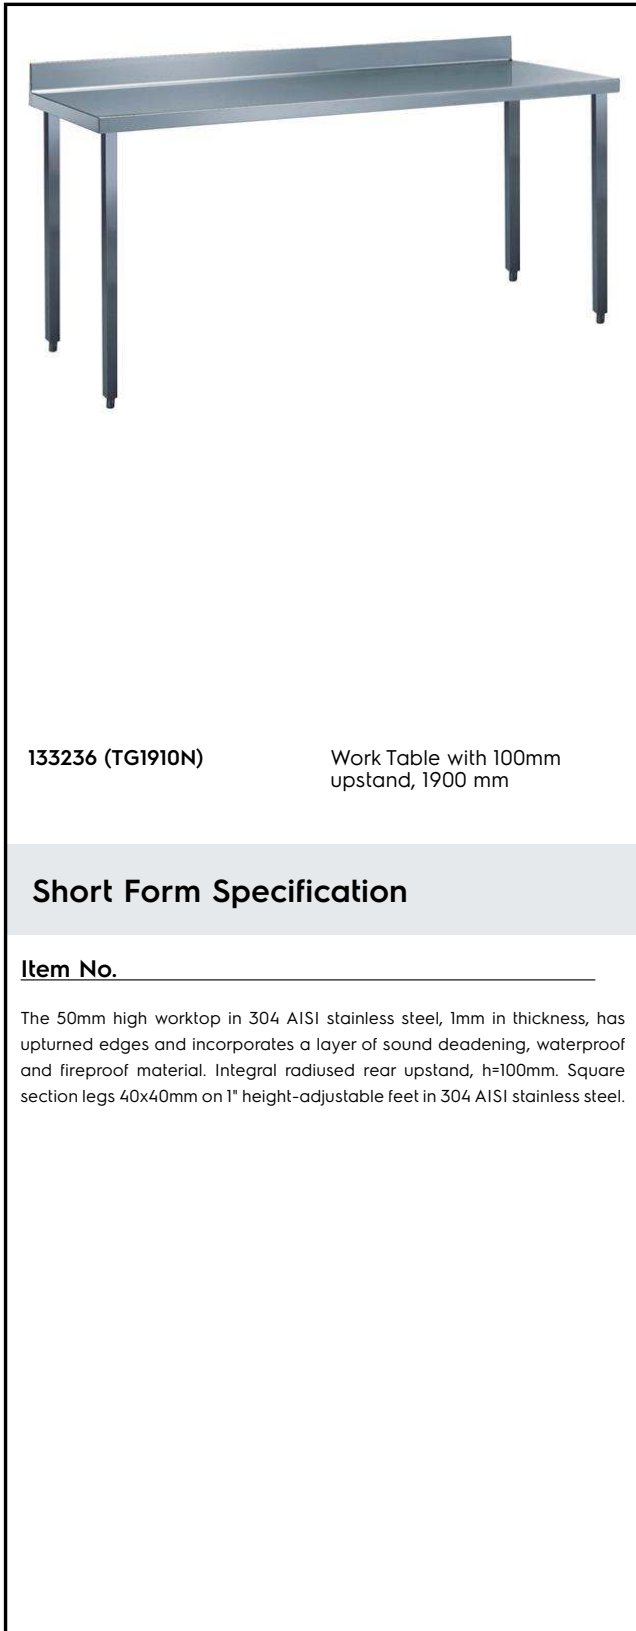 133236 (TG1910N)
Work Table with 100mm
upstand, 1900 mm
Short Form Specification
Item No.
The 50mm high worktop in 304 AISI stainless steel, 1mm in thickness, has
upturned edges and incorporates a layer of sound deadening, waterproof
and fireproof material. Integral radiused rear upstand, h=100mm. Square
section legs 40x40mm on 1" height-adjustable feet in 304 AISI stainless steel.